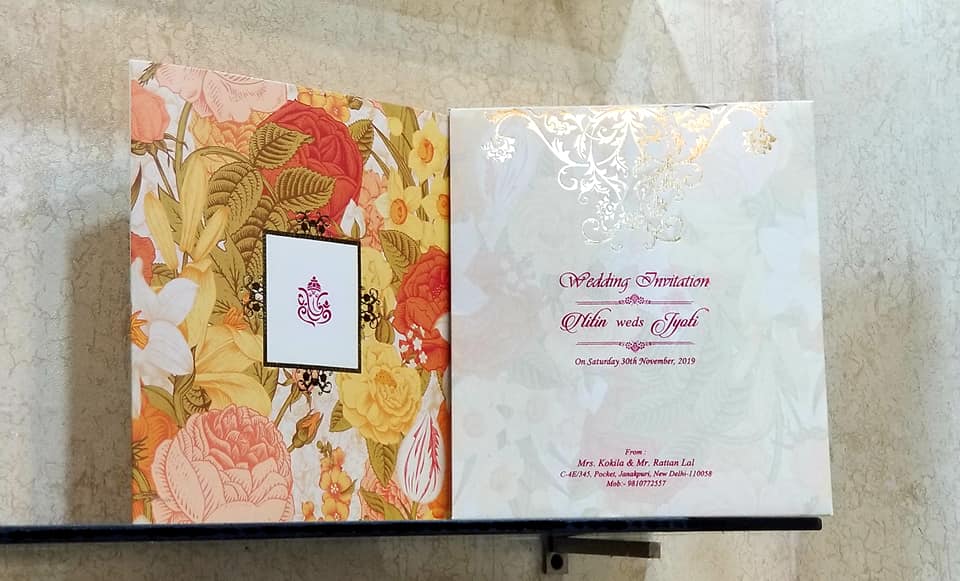 Wedding Invitation
Nitin weds Jyoti
On Saturday 30th November, 2019
From :
Mrs. Kokila & Mr. Rattan Lal
C-4E/345, Pocket, Janakpuri, New Delhi-110058
Mob:- 9810772557